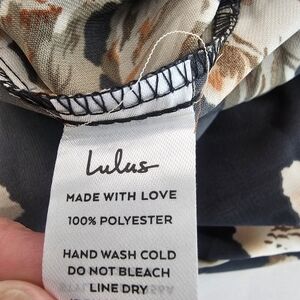 Lulus
MADE WITH LOVE
100% POLYESTER
HAND WASH COLD
DO NOT BLEACH
LINE DRY